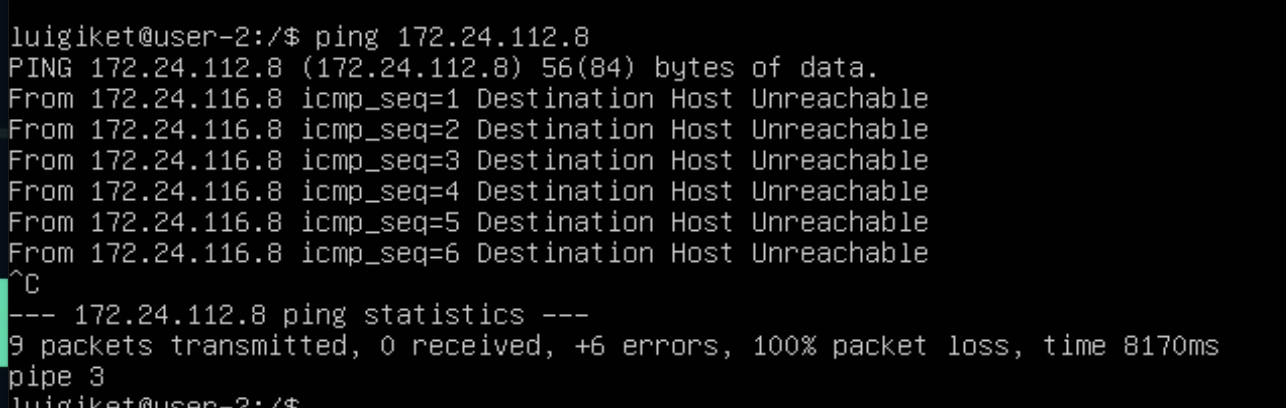 luigiket@user-2:/$ ping 172.24.112.8
PING 172.24.112.8 (172.24.112.8) 56(84) bytes of data.
From 172.24.116.8 icmp_seq=1 Destination Host Unreachable
From 172.24.116.8 icmp_seq=2 Destination Host Unreachable
From 172.24.116.8 icmp_seq=3 Destination Host Unreachable
From 172.24.116.8 icmp_seq=4 Destination Host Unreachable
From 172.24.116.8 icmp_seq=5 Destination Host Unreachable
From 172.24.116.8 icmp_seq=6 Destination Host Unreachable
^C
--- 172.24.112.8 ping statistics ---
9 packets transmitted, 0 received, +6 errors, 100% packet loss, time 8170ms
pipe 3
luigiket@user-2:/$